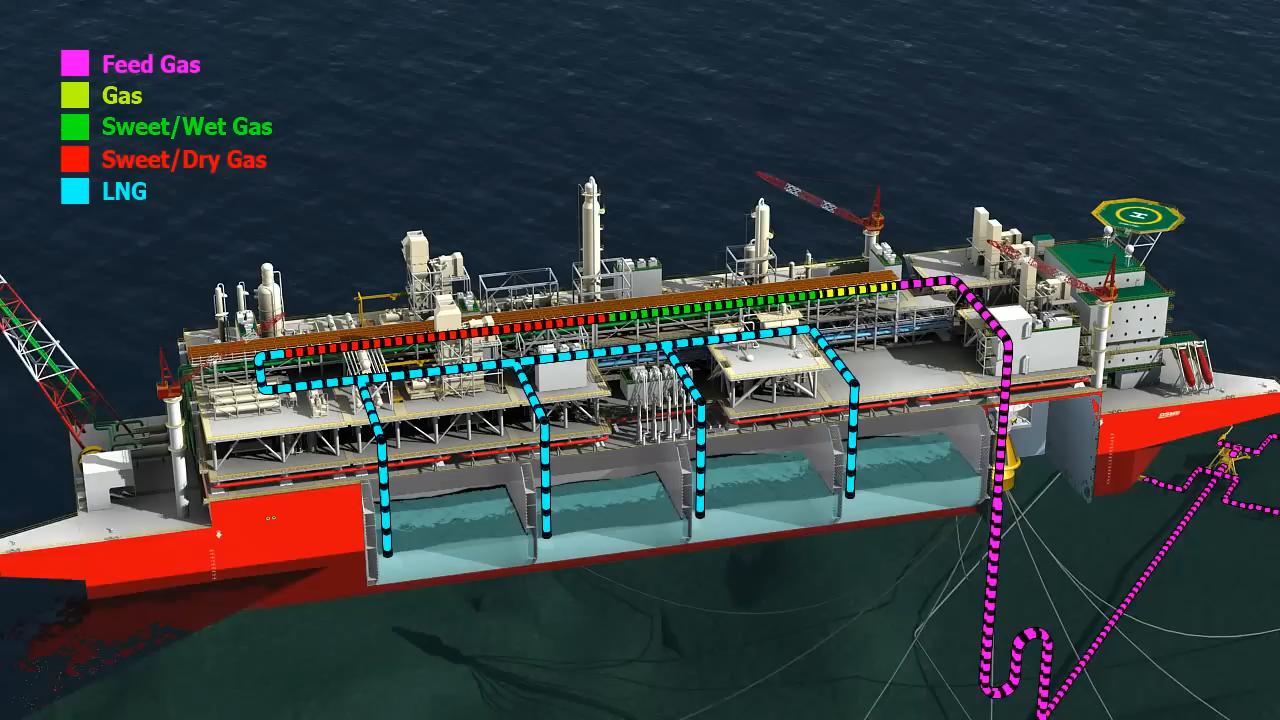 Feed Gas
Gas
Sweet/Wet Gas
Sweet/Dry Gas
LNG
H